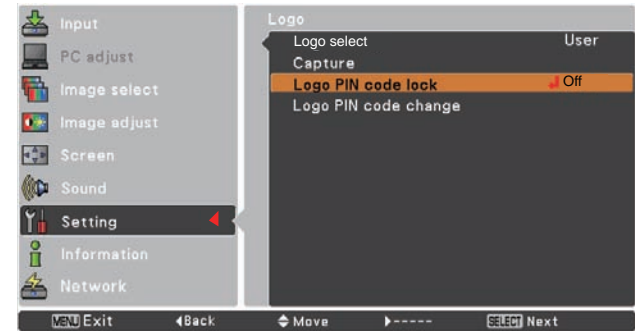 Input
PC adjust
Image select
Image adjust
Screen
Sound
Setting
Information
Network
Logo
Logo select User
Capture
Logo PIN code lock Off
Logo PIN code change
MENU Exit Back Move ----- SELECT Next